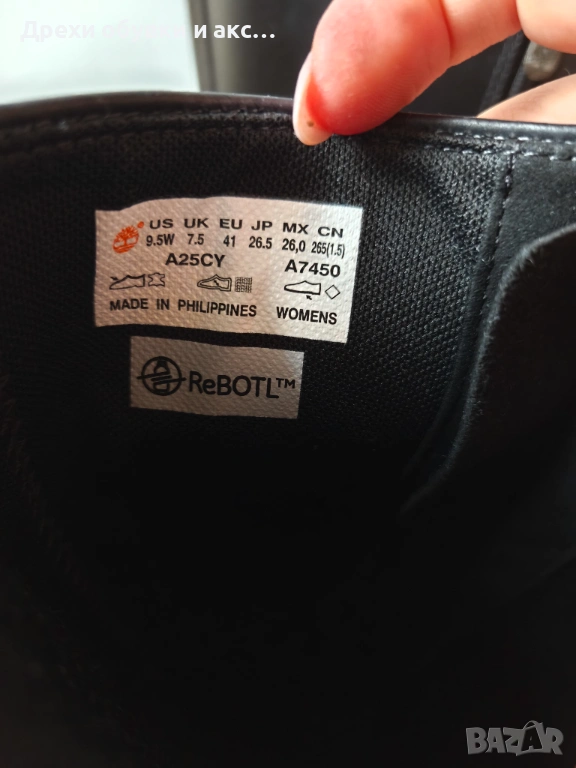 Дрехи обувки и акс...
US UK EU JP MX CN
9.5W 7.5 41 26.5 26,0 265(1.5)
A25CY A7450
MADE IN PHILIPPINES WOMENS
ReBOTL™
BAZAR